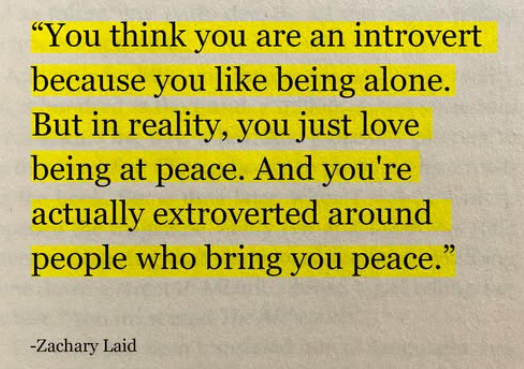 “You think you are an introvert
because you like being alone.
But in reality, you just love
being at peace. And you're
actually extroverted around
people who bring you peace.”
-Zachary Laid